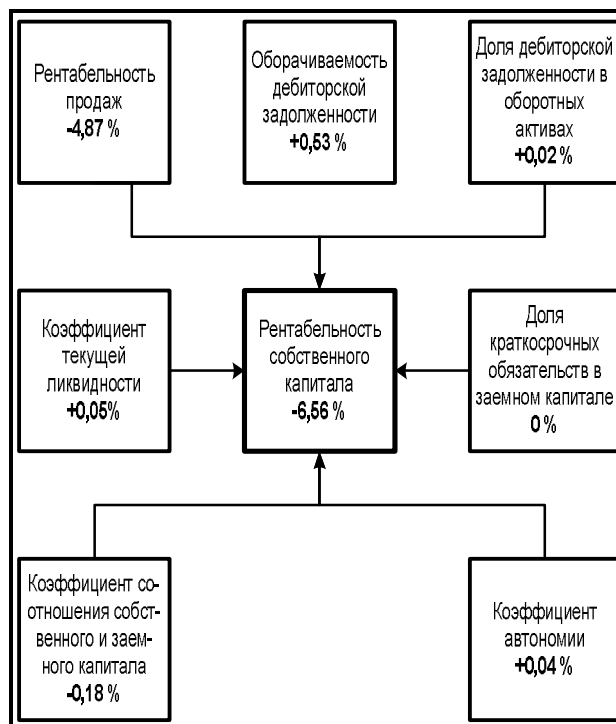 Рентабельность
продаж
-4,87 %
Оборачиваемость
дебиторской
задолженности
+0,53 %
Доля дебиторской
задолженности в
оборотных
активах
+0,02 %
Коэффициент
текущей
ликвидности
+0,05%
Рентабельность
собственного
капитала
-6,56 %
Доля
краткосрочных
обязательств в
заемном капитале
0 %
Коэффициент со-
отношения собст-
венного и заем-
ного капитала
-0,18 %
Коэффициент
автономии
+0,04 %